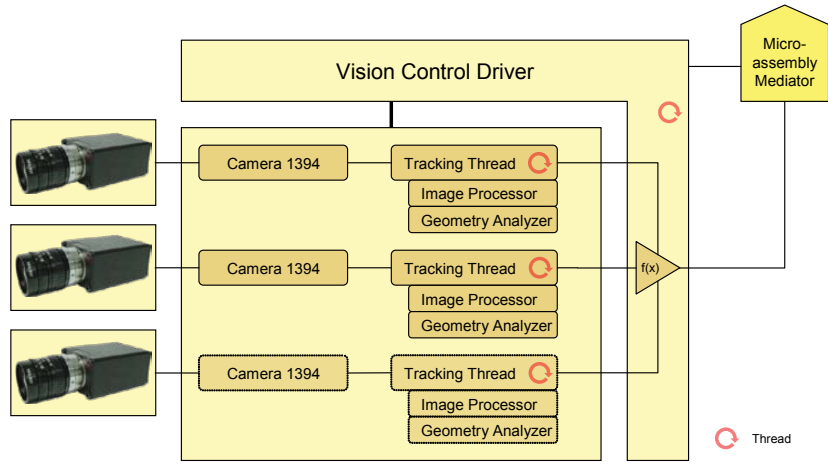 Vision Control Driver
Micro-
assembly
Mediator
Camera 1394
Tracking Thread
Image Processor
Geometry Analyzer
Camera 1394
Tracking Thread
f(x)
Image Processor
Geometry Analyzer
Camera 1394
Tracking Thread
Image Processor
Geometry Analyzer
Thread